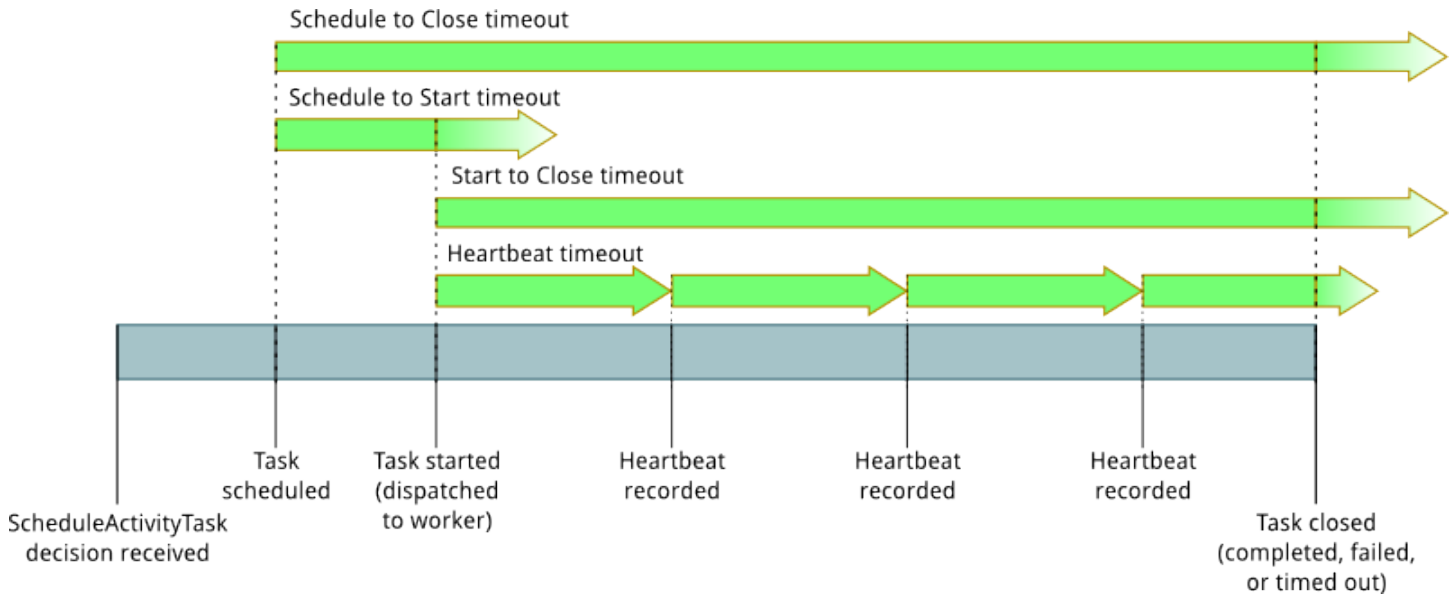 Schedule to Close timeout
Schedule to Start timeout
Start to Close timeout
Heartbeat timeout
Task
scheduled
Task started
(dispatched
to worker)
Heartbeat
recorded
Heartbeat
recorded
Heartbeat
recorded
ScheduleActivityTask
decision received
Task closed
(completed, failed,
or timed out)